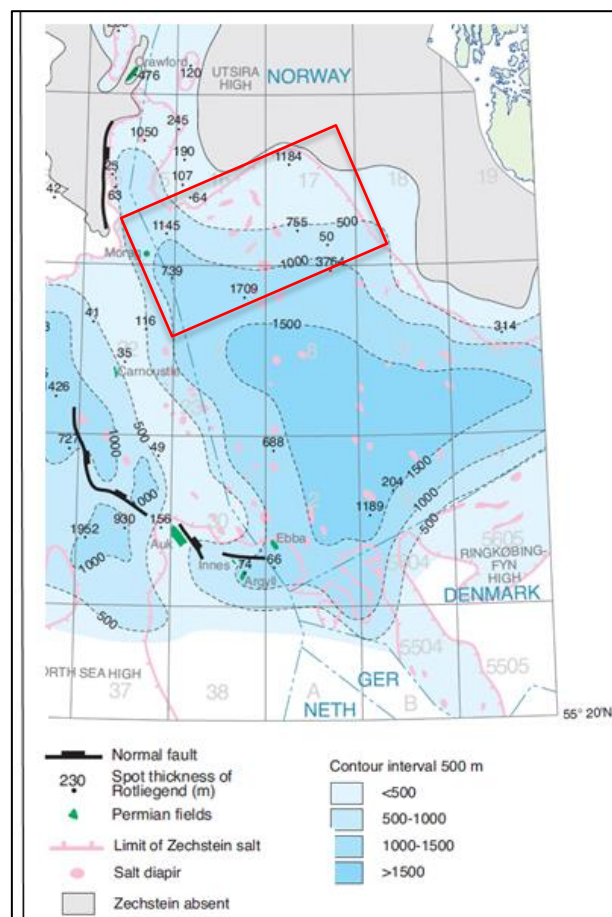 Crawford
476
120
UTSIRA
HIGH
NORWAY
245
1050
190
107
64
63
42
1184
17
18
19
1145
755
500
50
Morag
739
1000
3764
1709
1500
314
116
41
35
Carnoustie
8
1426
500
727
1000
49
688
204
1500
1000
500
1189
1000
930
156
1952
Auk
Innes
74
66
Ebba
Argyll
1000
500
5605
RINGKØBING-
FYN
HIGH
DENMARK
5504
5505
ORTH SEA HIGH
37
38
A
B
GER
NETH
55° 20'N
Normal fault
230
Spot thickness of
Rotliegend (m)
Permian fields
Limit of Zechstein salt
Salt diapir
Zechstein absent
Contour interval 500 m
<500
500-1000
1000-1500
>1500